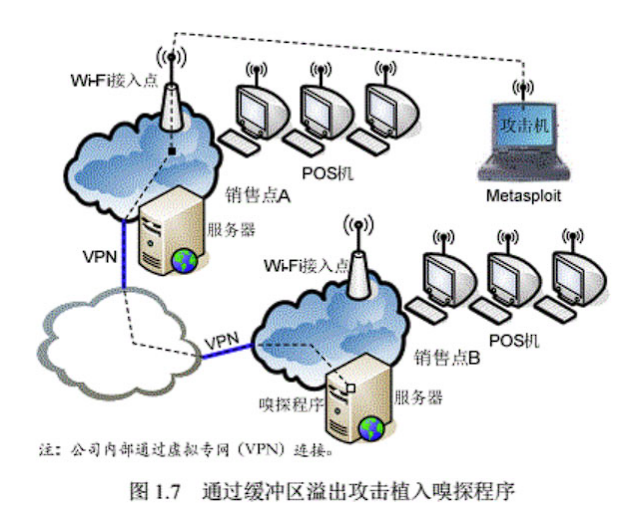 Wi-Fi接入点
POS机
攻击机
Metasploit
销售点A
服务器
VPN
Wi-Fi接入点
POS机
销售点B
VPN
嗅探程序
服务器
注：公司内部通过虚拟专网（VPN）连接。
图 1.7 通过缓冲区溢出攻击植入嗅探程序